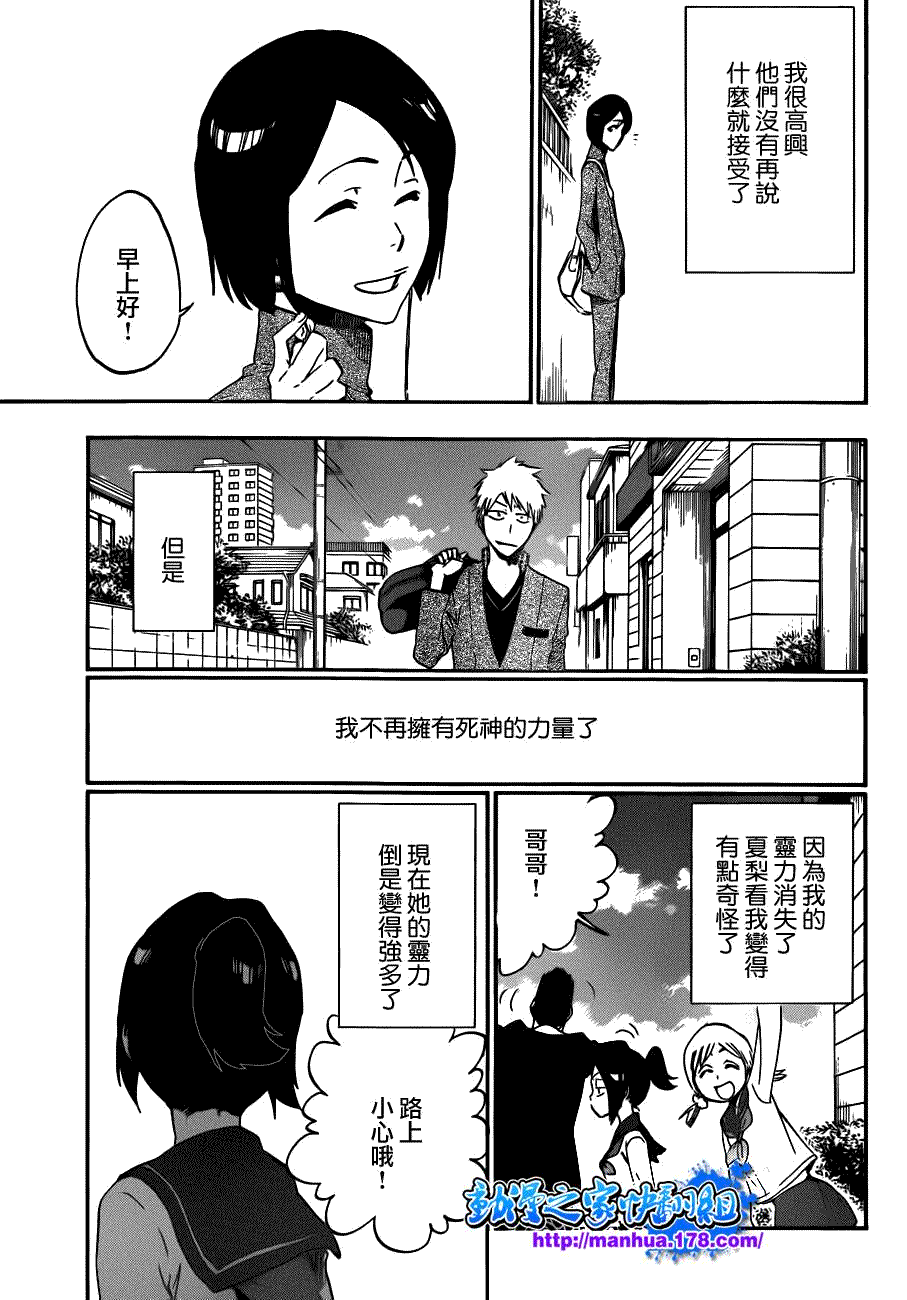 我很高興
他們沒有再說
什麼就接受了
早上好！
但是
我不再擁有死神的力量了
因為我的
靈力消失了
夏梨看我變得
有點奇怪了
哥哥！
現在她的靈力
倒是變得強多了
路上
小心哦！
動漫之家快翻組
http://manhua.178.com/